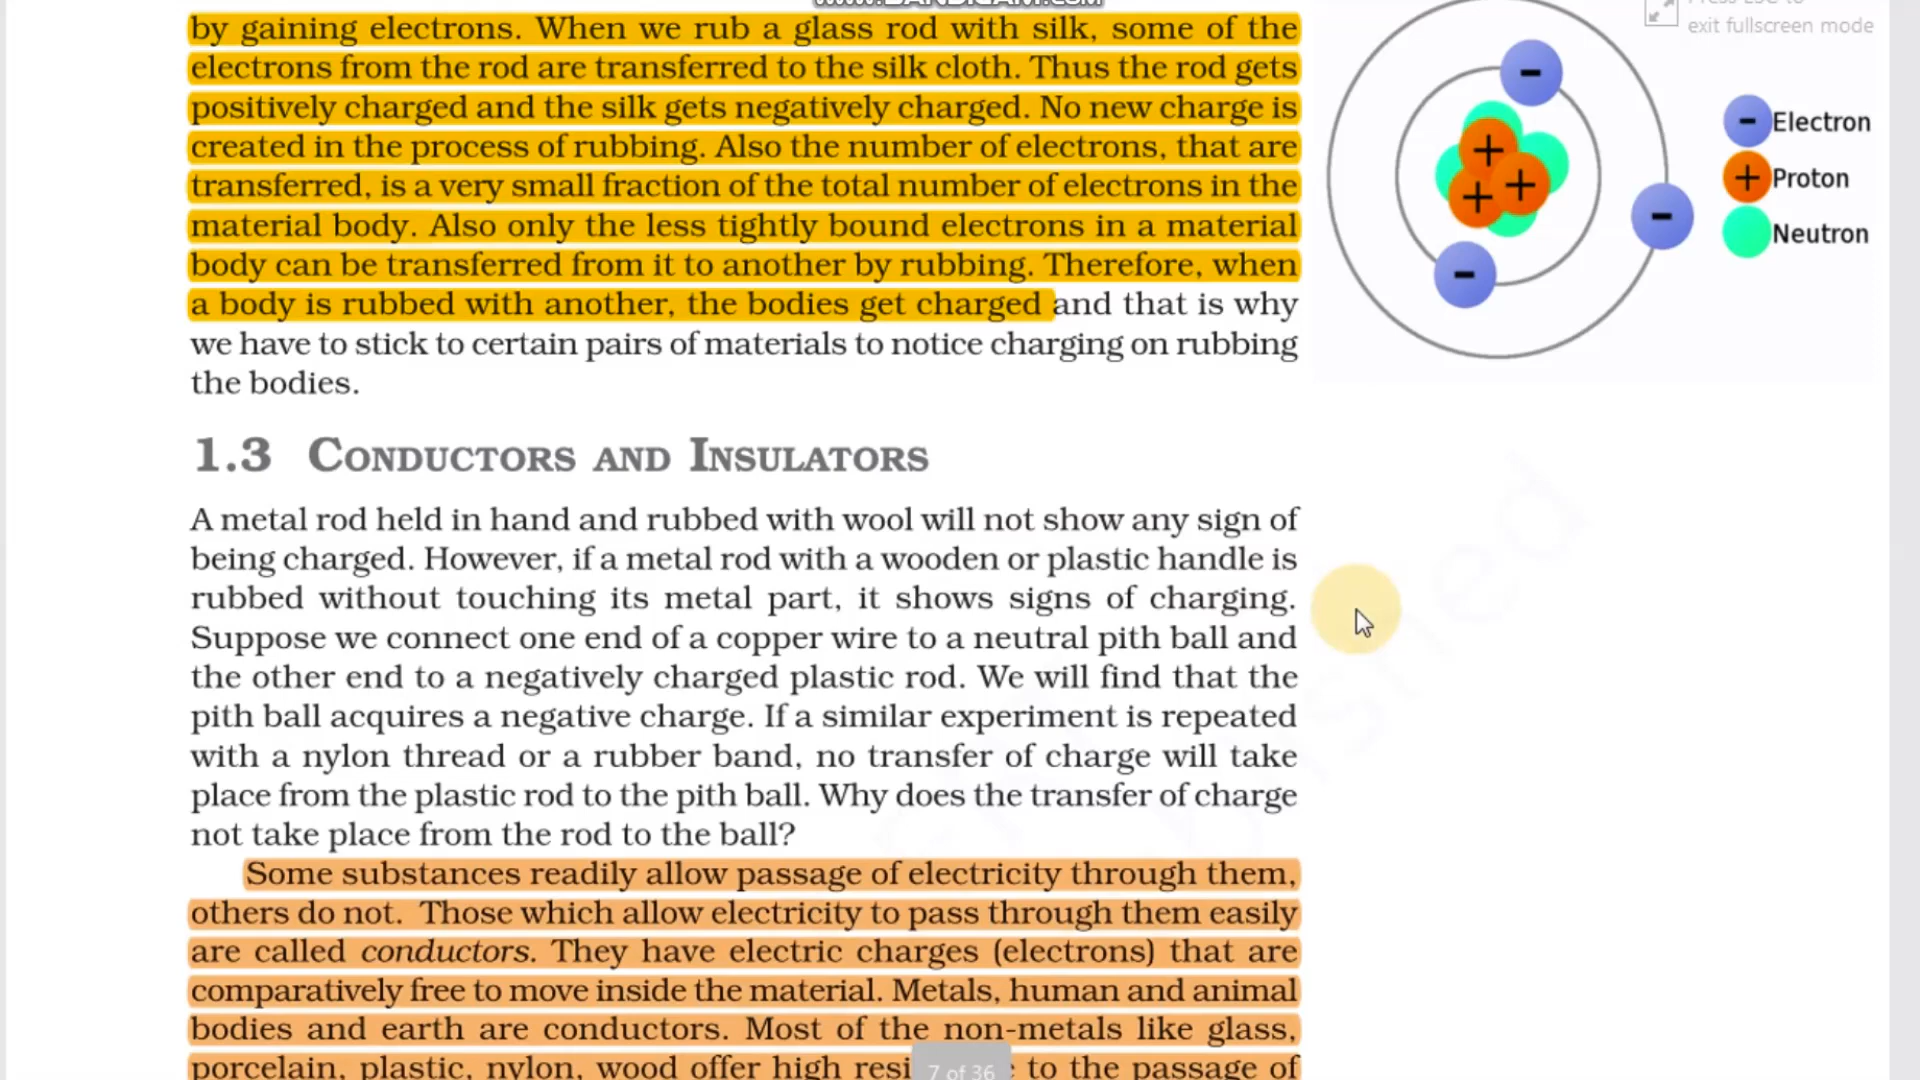 www.BANDICAM.com
by gaining electrons. When we rub a glass rod with silk, some of the
electrons from the rod are transferred to the silk cloth. Thus the rod gets
positively charged and the silk gets negatively charged. No new charge is
created in the process of rubbing. Also the number of electrons, that are
transferred, is a very small fraction of the total number of electrons in the
material body. Also only the less tightly bound electrons in a material
body can be transferred from it to another by rubbing. Therefore, when
a body is rubbed with another, the bodies get charged and that is why
we have to stick to certain pairs of materials to notice charging on rubbing
the bodies.
Press ESC to
exit fullscreen mode
- Electron
+ Proton
Neutron
1.3 CONDUCTORS AND INSULATORS
A metal rod held in hand and rubbed with wool will not show any sign of
being charged. However, if a metal rod with a wooden or plastic handle is
rubbed without touching its metal part, it shows signs of charging.
Suppose we connect one end of a copper wire to a neutral pith ball and
the other end to a negatively charged plastic rod. We will find that the
pith ball acquires a negative charge. If a similar experiment is repeated
with a nylon thread or a rubber band, no transfer of charge will take
place from the plastic rod to the pith ball. Why does the transfer of charge
not take place from the rod to the ball?
Some substances readily allow passage of electricity through them,
others do not. Those which allow electricity to pass through them easily
are called conductors. They have electric charges (electrons) that are
comparatively free to move inside the material. Metals, human and animal
bodies and earth are conductors. Most of the non-metals like glass,
porcelain, plastic, nylon, wood offer high to the passage of
7 of 36